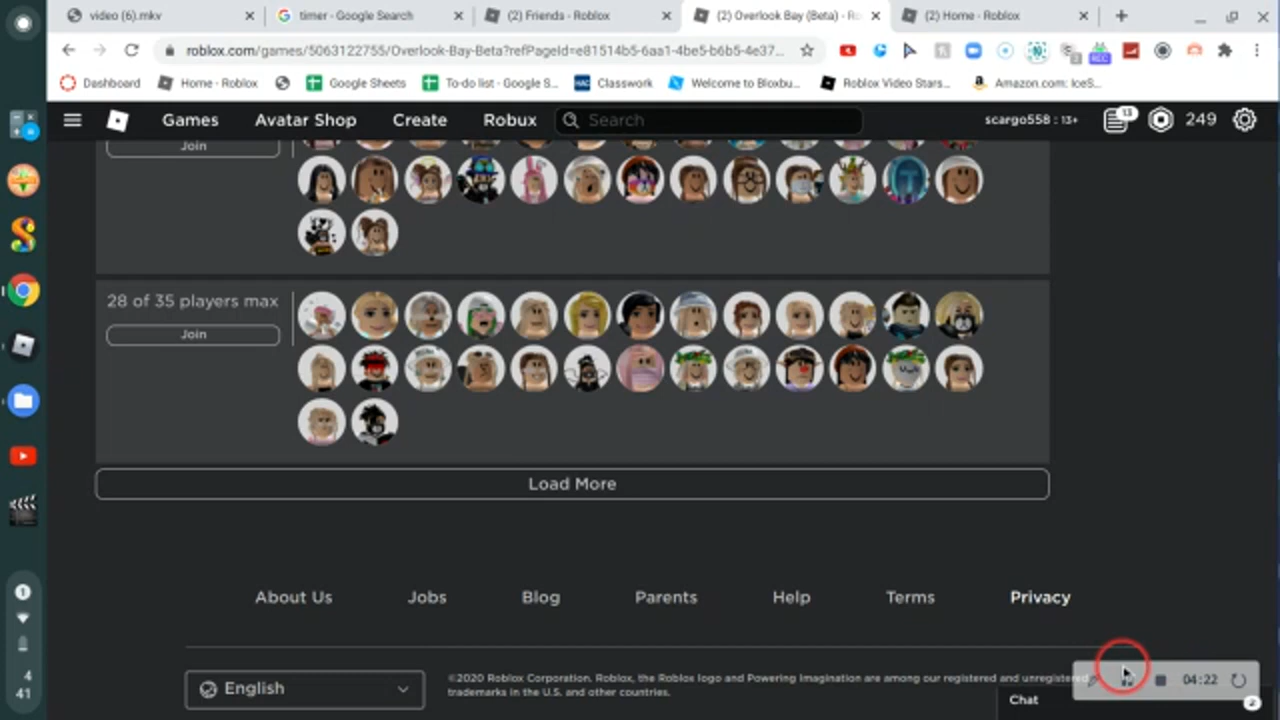 video (6).mkv
timer - Google Search
(2) Friends - Roblox
(2) Overlook Bay (Beta) - Ro
(2) Home - Roblox
roblox.com/games/5063122755/Overlook-Bay-Beta?refPageId=e81514b5-6aa1-4be5-b6b5-4e37...
REC
Dashboard
Home - Roblox
Google Sheets
To-do list - Google S...
HAC
Classwork
Welcome to Bloxbu...
Roblox Video Stars...
Amazon.com: IceS...
Games
Avatar Shop
Create
Robux
Search
scargo558 : 13+
13
249
Join
28 of 35 players max
Join
Load More
About Us
Jobs
Blog
Parents
Help
Terms
Privacy
English
©2020 Roblox Corporation. Roblox, the Roblox logo and Powering Imagination are among our registered and unregistered
trademarks in the U.S. and other countries.
04:22
Chat
2
4
41